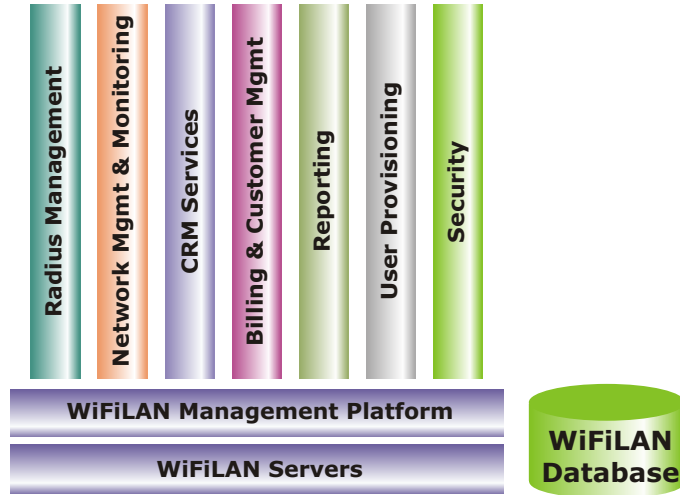 Radius Management
Network Mgmt & Monitoring
CRM Services
Billing & Customer Mgmt
Reporting
User Provisioning
Security
WiFiLAN Management Platform
WiFiLAN Servers
WiFiLAN
Database